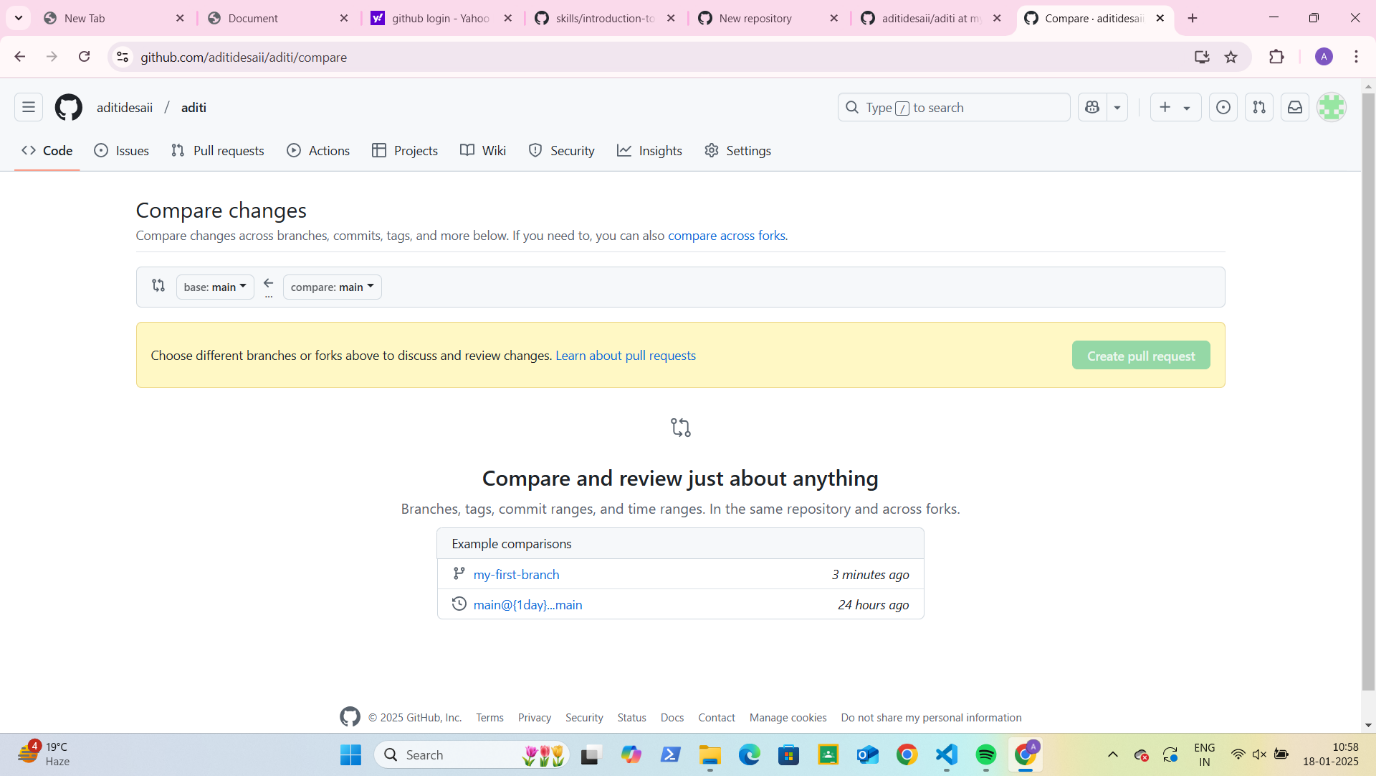 New Tab
Document
github login - Yahoo
skills/introduction-to
New repository
aditidesaii/aditi at my
Compare · aditidesaii
github.com/aditidesaii/aditi/compare
A
aditidesaii / aditi
Type / to search
Code
Issues
Pull requests
Actions
Projects
Wiki
Security
Insights
Settings
Compare changes
Compare changes across branches, commits, tags, and more below. If you need to, you can also compare across forks.
base: main
...
compare: main
Choose different branches or forks above to discuss and review changes. Learn about pull requests
Create pull request
Compare and review just about anything
Branches, tags, commit ranges, and time ranges. In the same repository and across forks.
Example comparisons
my-first-branch 3 minutes ago
main@{1day}...main 24 hours ago
© 2025 GitHub, Inc. Terms Privacy Security Status Docs Contact Manage cookies Do not share my personal information
4
19°C
Haze
Search
A
ENG
IN
10:58
18-01-2025